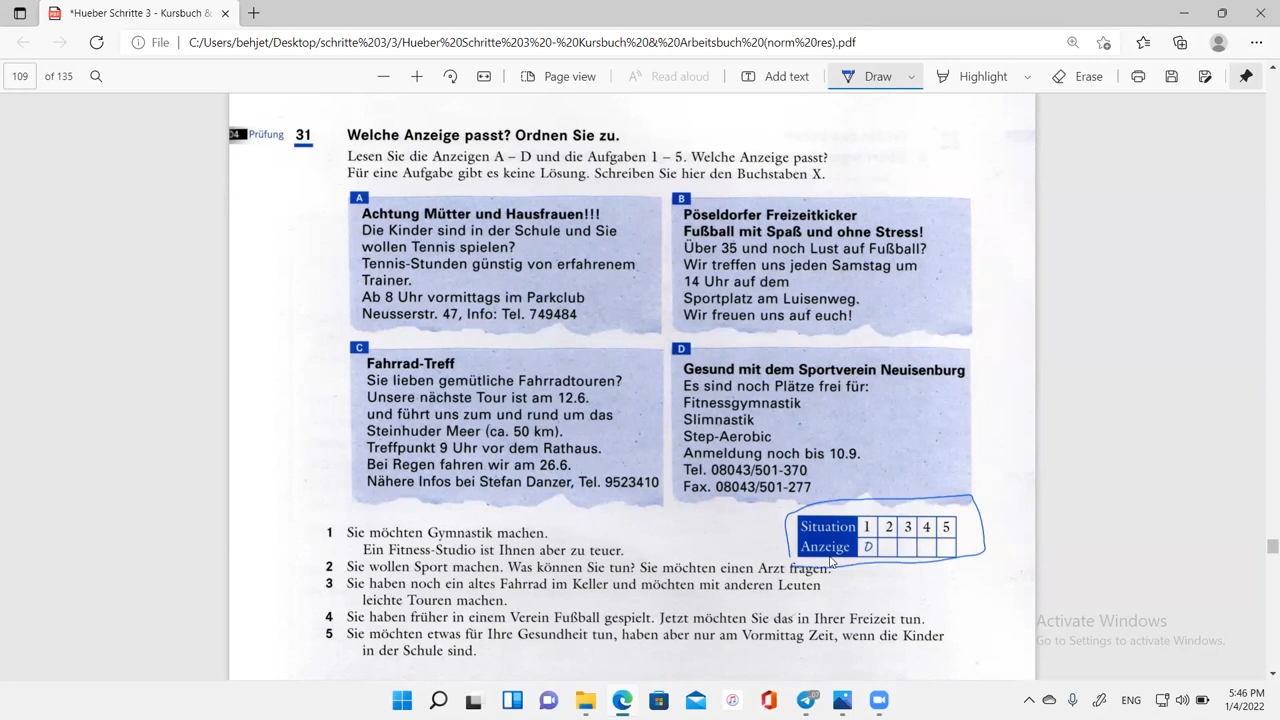 *Hueber Schritte 3 - Kursbuch &
File
C:/Users/behjet/Desktop/schritte%203/3/Hueber%20Schritte%203%20-%20Kursbuch%20&%20Arbeitsbuch%20(norm%20res).pdf
109 of 135
Page view
Read aloud
Add text
Draw
Highlight
Erase
04 Prüfung 31 Welche Anzeige passt? Ordnen Sie zu.
Lesen Sie die Anzeigen A – D und die Aufgaben 1 – 5. Welche Anzeige passt?
Für eine Aufgabe gibt es keine Lösung. Schreiben Sie hier den Buchstaben X.
A
Achtung Mütter und Hausfrauen!!!
Die Kinder sind in der Schule und Sie
wollen Tennis spielen?
Tennis-Stunden günstig von erfahrenem
Trainer.
Ab 8 Uhr vormittags im Parkclub
Neusserstr. 47, Info: Tel. 749484
B
Pöseldorfer Freizeitkicker
Fußball mit Spaß und ohne Stress!
Über 35 und noch Lust auf Fußball?
Wir treffen uns jeden Samstag um
14 Uhr auf dem
Sportplatz am Luisenweg.
Wir freuen uns auf euch!
C
Fahrrad-Treff
Sie lieben gemütliche Fahrradtouren?
Unsere nächste Tour ist am 12.6.
und führt uns zum und rund um das
Steinhuder Meer (ca. 50 km).
Treffpunkt 9 Uhr vor dem Rathaus.
Bei Regen fahren wir am 26.6.
Nähere Infos bei Stefan Danzer, Tel. 9523410
D
Gesund mit dem Sportverein Neuisenburg
Es sind noch Plätze frei für:
Fitnessgymnastik
Slimnastik
Step-Aerobic
Anmeldung noch bis 10.9.
Tel. 08043/501-370
Fax. 08043/501-277
Situation 1 2 3 4 5
Anzeige D
1 Sie möchten Gymnastik machen.
Ein Fitness-Studio ist Ihnen aber zu teuer.
2 Sie wollen Sport machen. Was können Sie tun? Sie möchten einen Arzt fragen.
3 Sie haben noch ein altes Fahrrad im Keller und möchten mit anderen Leuten
leichte Touren machen.
4 Sie haben früher in einem Verein Fußball gespielt. Jetzt möchten Sie das in Ihrer Freizeit tun.
5 Sie möchten etwas für Ihre Gesundheit tun, haben aber nur am Vormittag Zeit, wenn die Kinder
in der Schule sind.
Activate Windows
Go to Settings to activate Windows.
ENG
5:46 PM
1/4/2022